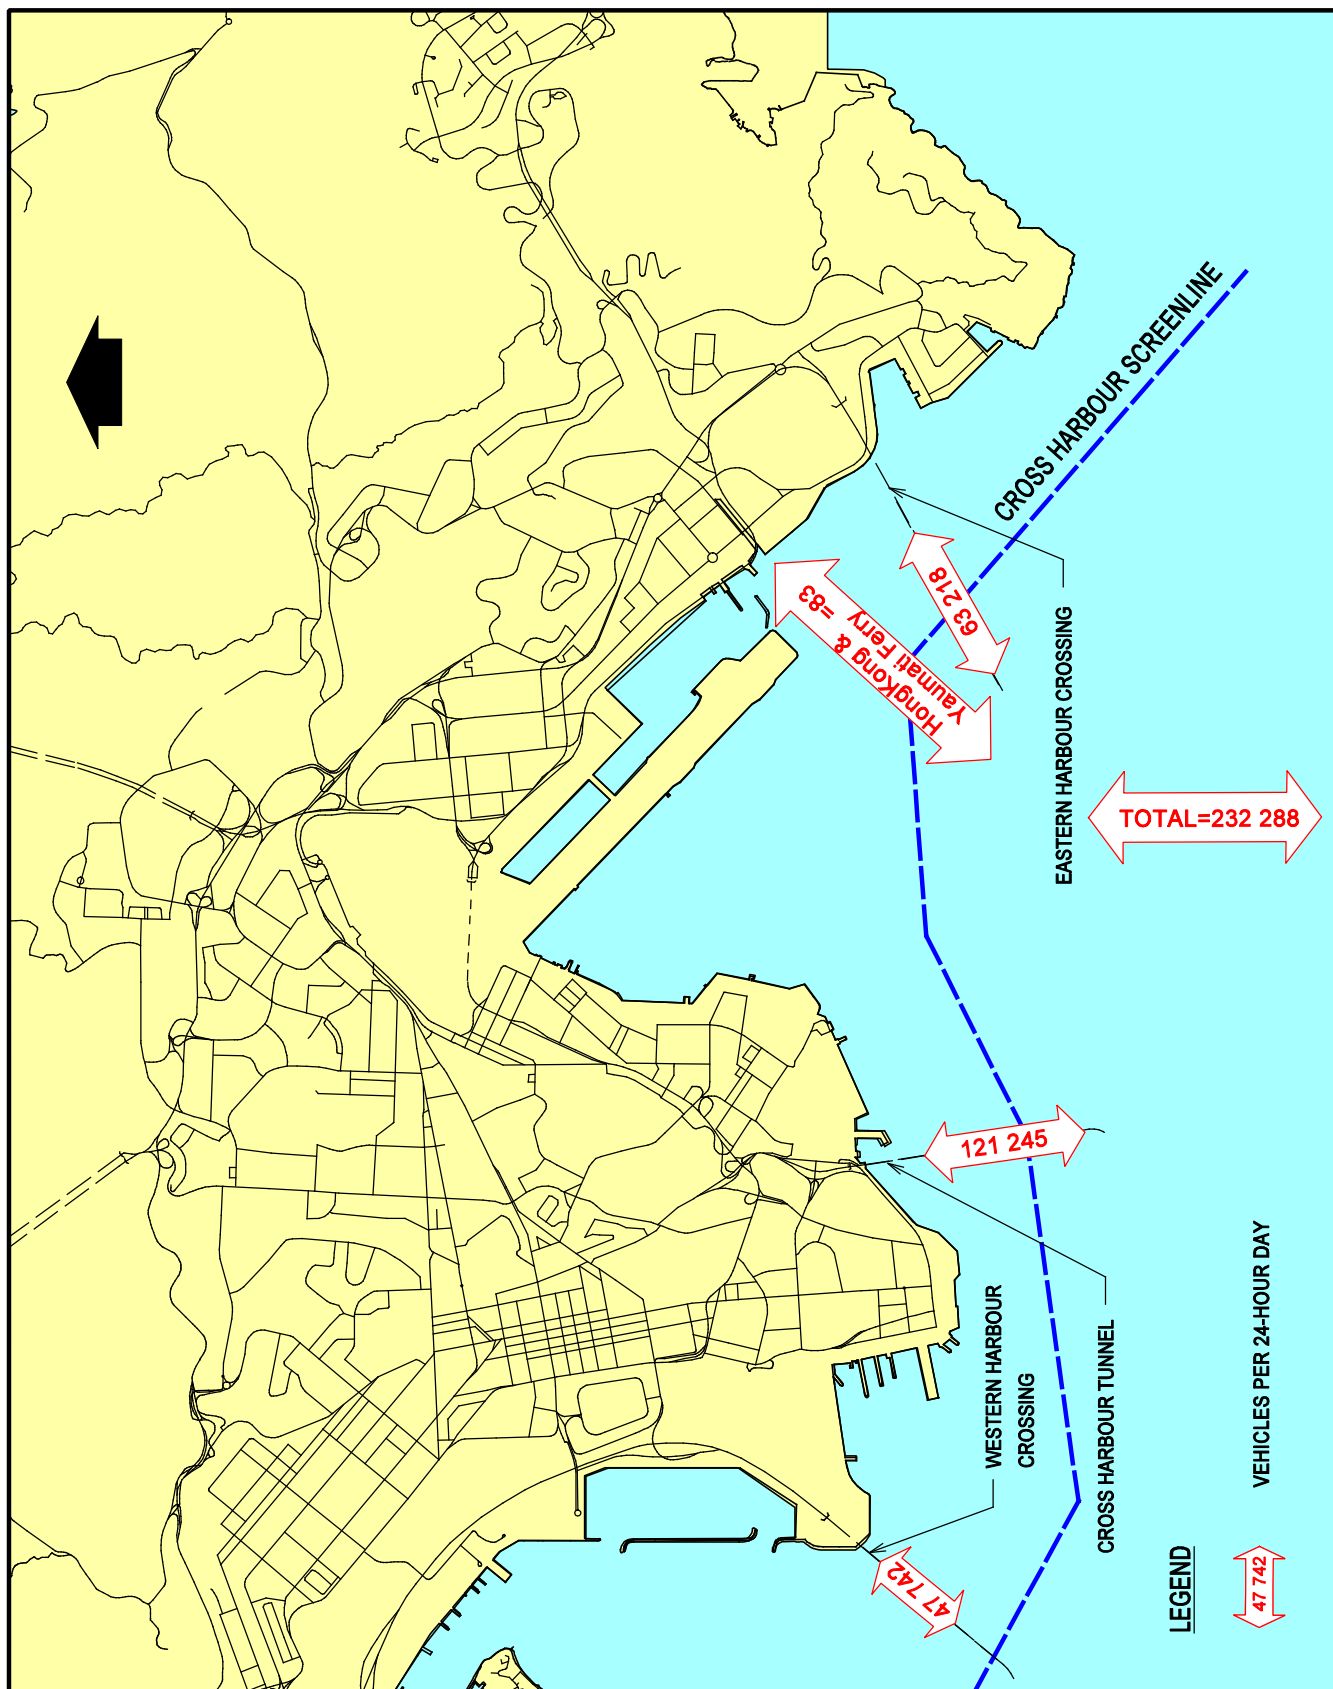 CROSS HARBOUR SCREENLINE
63 218
HongKong &
Yaumati Ferry =83
EASTERN HARBOUR CROSSING
TOTAL=232 288
121 245
WESTERN HARBOUR
CROSSING
CROSS HARBOUR TUNNEL
47 742
LEGEND
47 742
VEHICLES PER 24-HOUR DAY